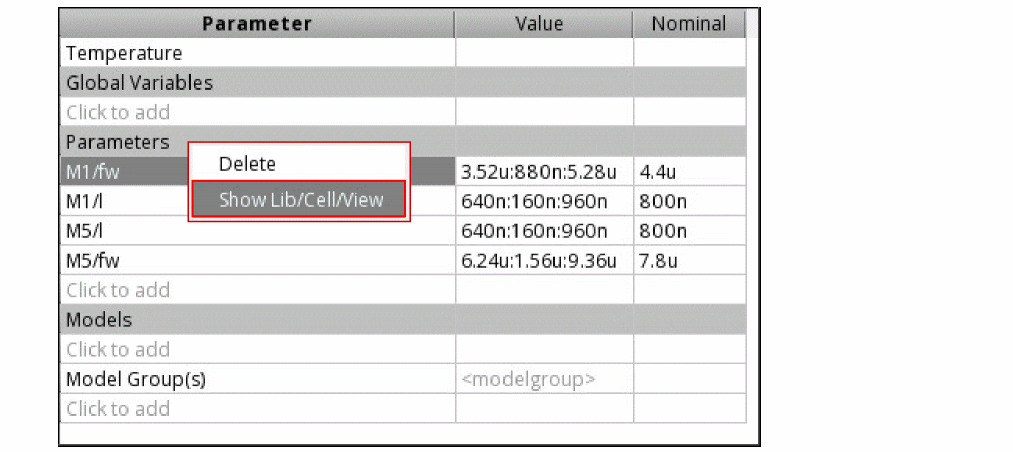 Parameter Value Nominal
Temperature
Global Variables
Click to add
Parameters
Delete
M1/fw 3.52u:880n:5.28u 4.4u
Show Lib/Cell/View
M1/l 640n:160n:960n 800n
M5/l 640n:160n:960n 800n
M5/fw 6.24u:1.56u:9.36u 7.8u
Click to add
Models
Click to add
Model Group(s) <modelgroup>
Click to add